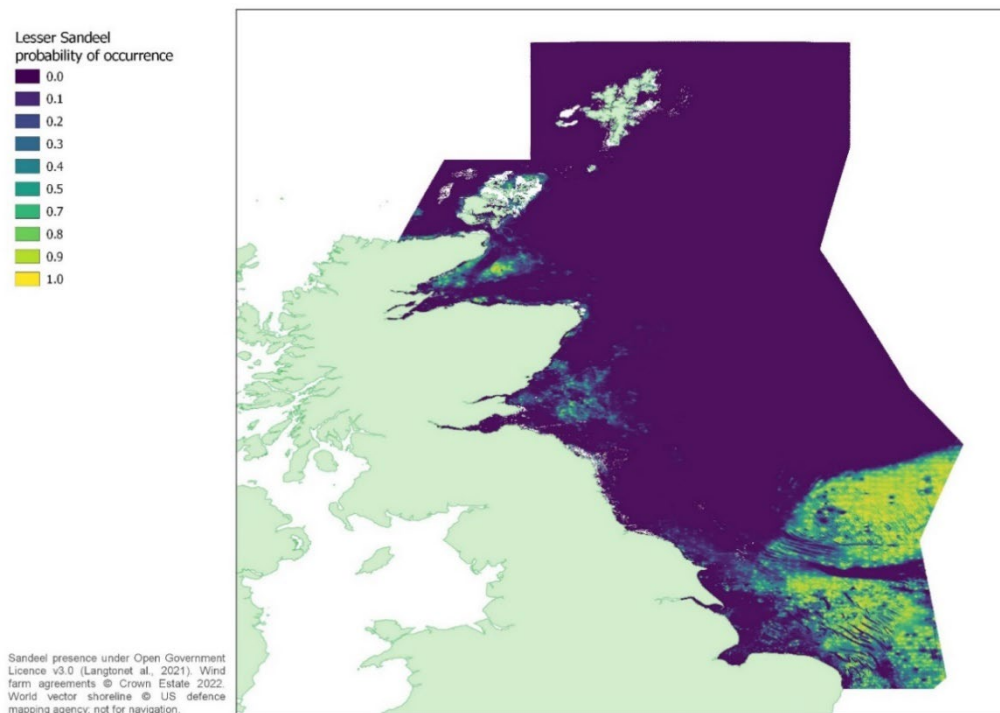 Lesser Sandeel
probability of occurrence
0.0
0.1
0.2
0.3
0.4
0.5
0.7
0.8
0.9
1.0
Sandeel presence under Open Government
Licence v3.0 (Langtonet al., 2021). Wind
farm agreements © Crown Estate 2022.
World vector shoreline © US defence
mapping agency; not for navigation.